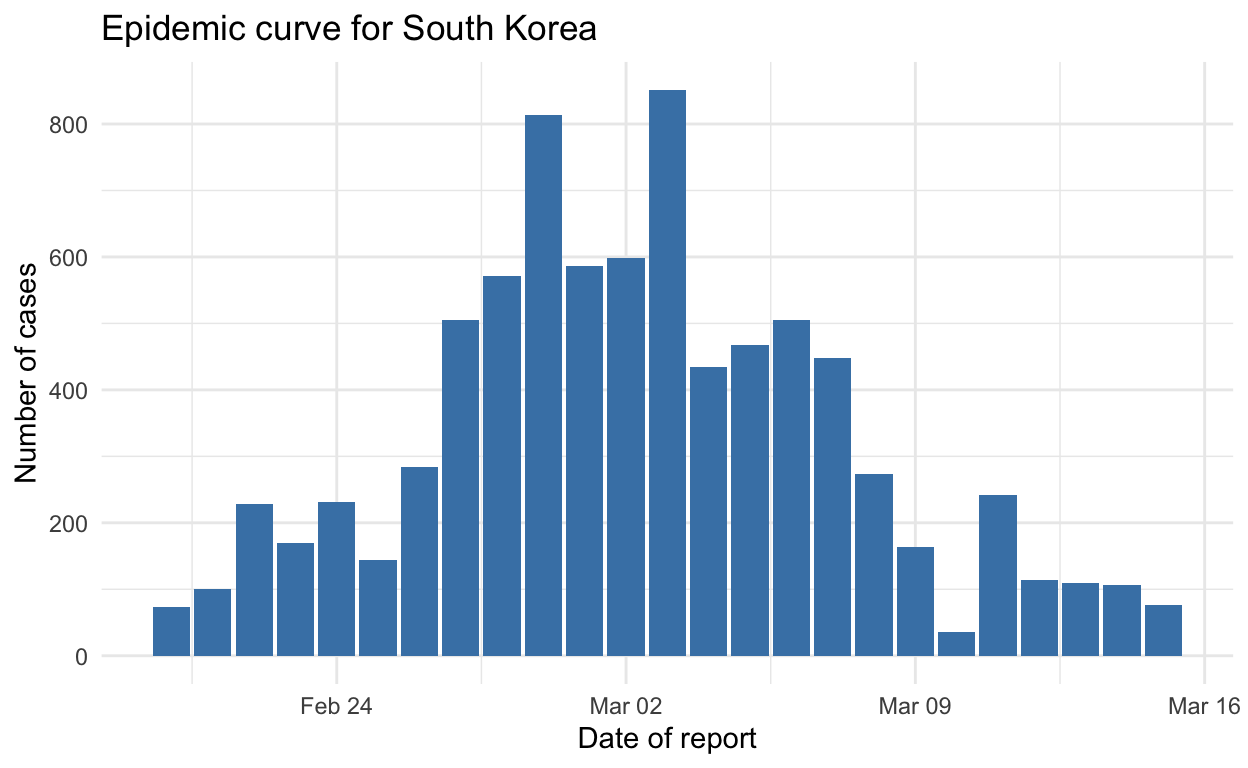 Epidemic curve for South Korea
800
600
400
200
0
Number of cases
Feb 24
Mar 02
Mar 09
Mar 16
Date of report